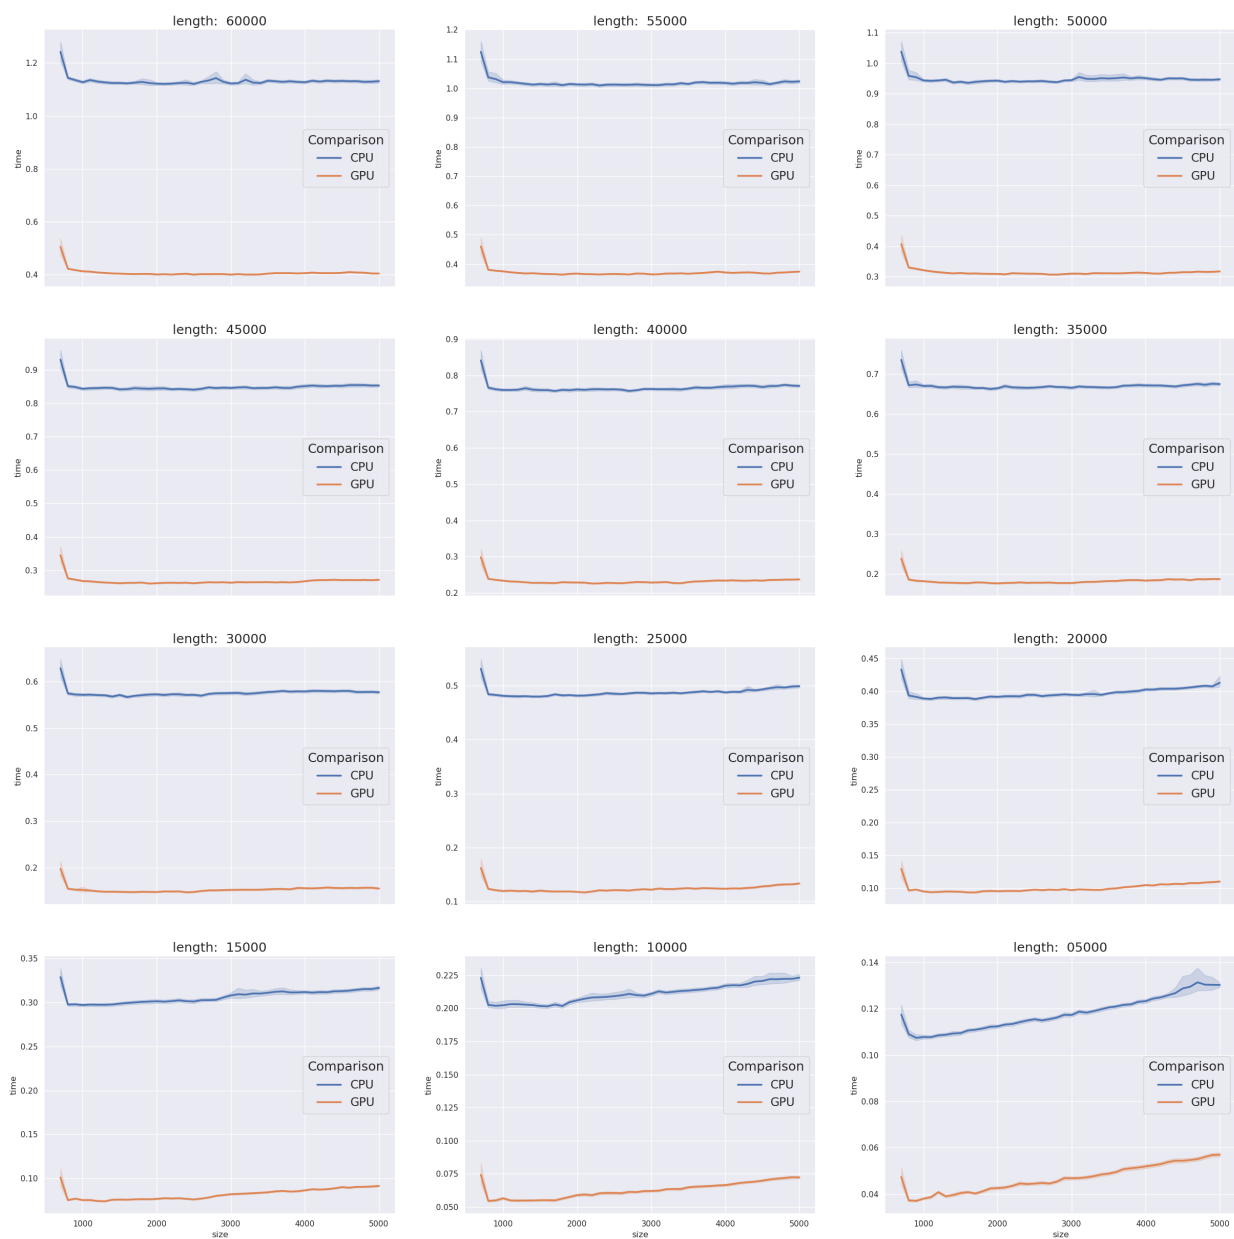 length:  60000
1.2
1.0
0.8
0.6
0.4
time
Comparison
CPU
GPU
length:  55000
1.2
1.1
1.0
0.9
0.8
0.7
0.6
0.5
0.4
time
Comparison
CPU
GPU
length:  50000
1.1
1.0
0.9
0.8
0.7
0.6
0.5
0.4
0.3
time
Comparison
CPU
GPU
length:  45000
0.9
0.8
0.7
0.6
0.5
0.4
0.3
time
Comparison
CPU
GPU
length:  40000
0.9
0.8
0.7
0.6
0.5
0.4
0.3
0.2
time
Comparison
CPU
GPU
length:  35000
0.7
0.6
0.5
0.4
0.3
0.2
time
Comparison
CPU
GPU
length:  30000
0.6
0.5
0.4
0.3
0.2
time
Comparison
CPU
GPU
length:  25000
0.5
0.4
0.3
0.2
0.1
time
Comparison
CPU
GPU
length:  20000
0.45
0.40
0.35
0.30
0.25
0.20
0.15
0.10
time
Comparison
CPU
GPU
length:  15000
0.35
0.30
0.25
0.20
0.15
0.10
time
Comparison
CPU
GPU
1000 2000 3000 4000 5000
size
length:  10000
0.225
0.200
0.175
0.150
0.125
0.100
0.075
0.050
time
Comparison
CPU
GPU
1000 2000 3000 4000 5000
size
length:  05000
0.14
0.12
0.10
0.08
0.06
0.04
time
Comparison
CPU
GPU
1000 2000 3000 4000 5000
size